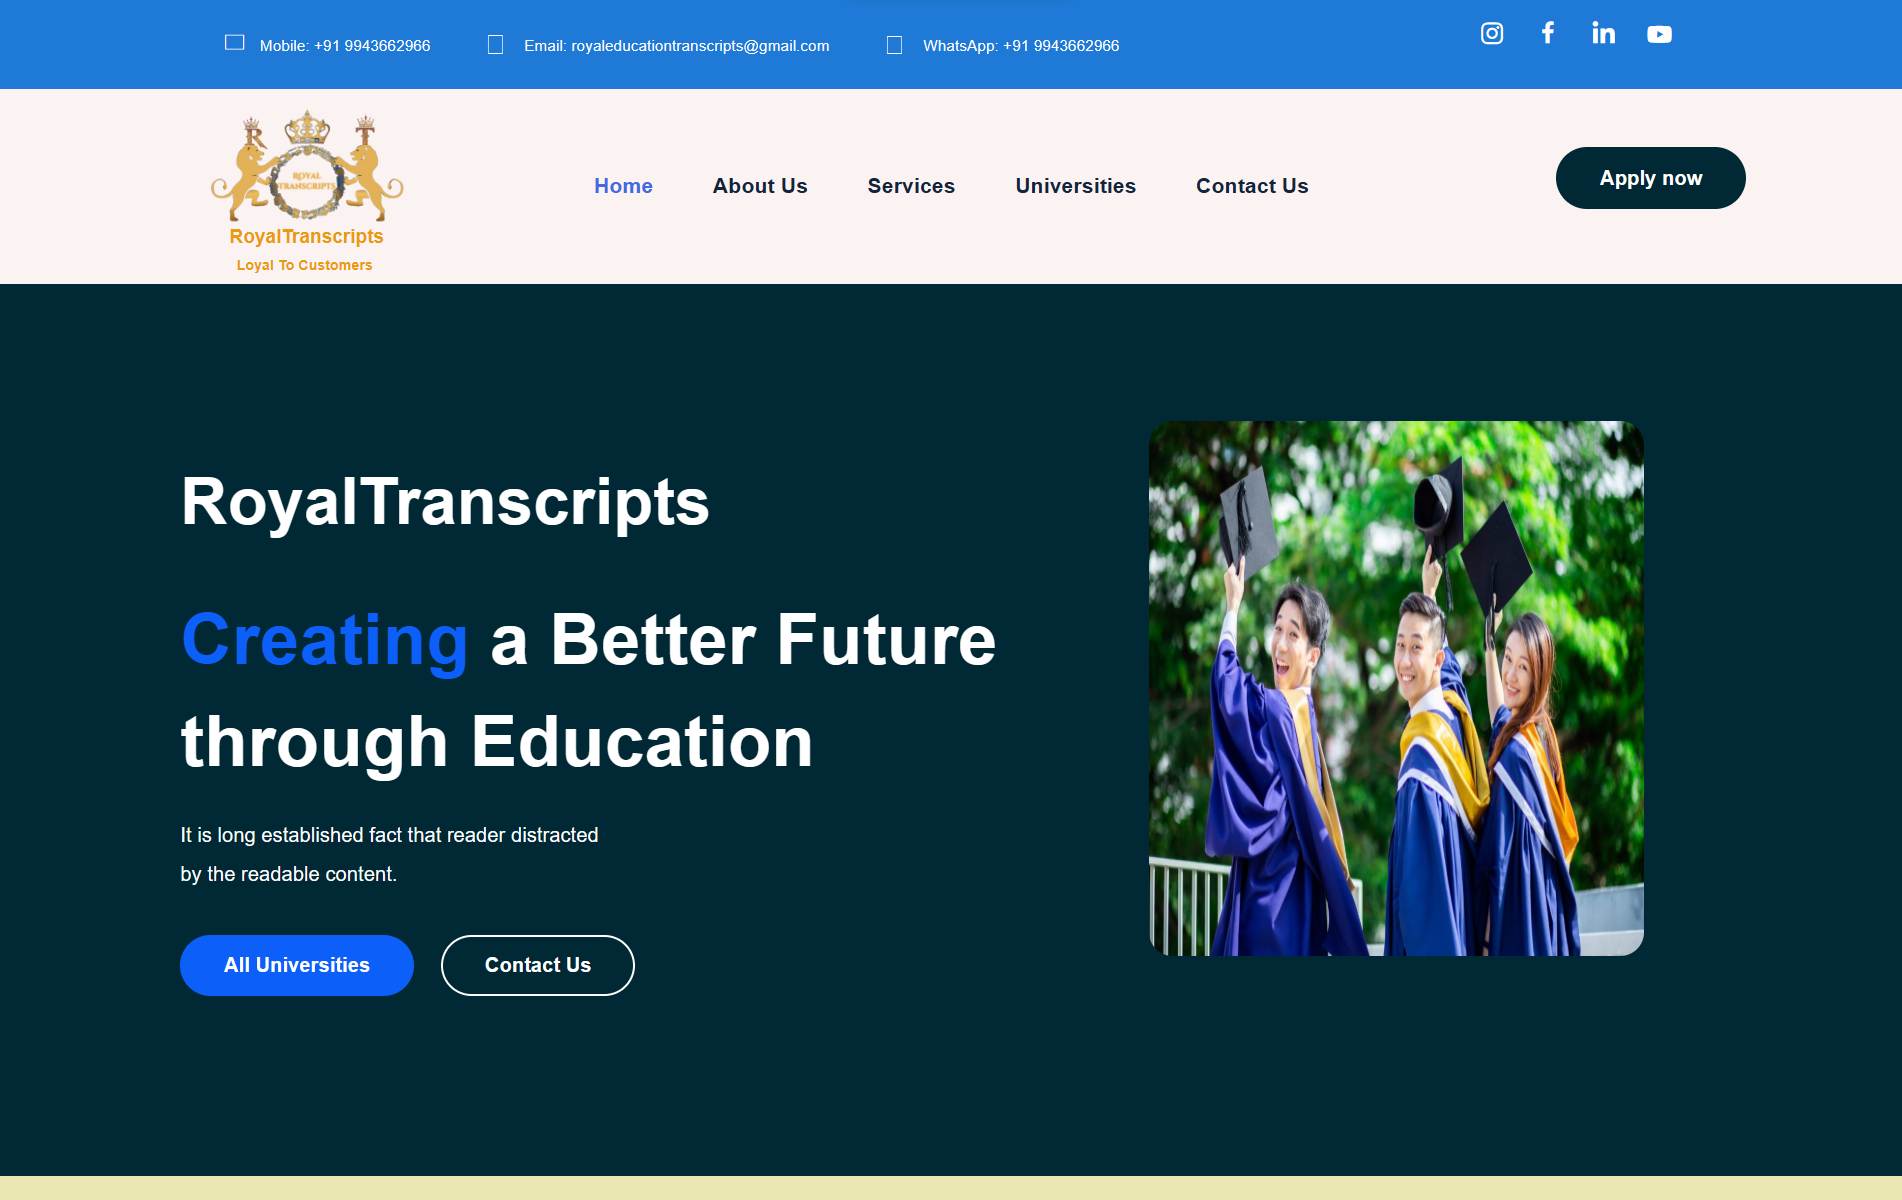 Mobile: +91 9943662966
Email: royaleducationtranscripts@gmail.com
WhatsApp: +91 9943662966
R T
ROYAL
TRANSCRIPTS
RoyalTranscripts
Loyal To Customers
Home
About Us
Services
Universities
Contact Us
Apply now
RoyalTranscripts
Creating a Better Future
through Education
It is long established fact that reader distracted
by the readable content.
All Universities
Contact Us